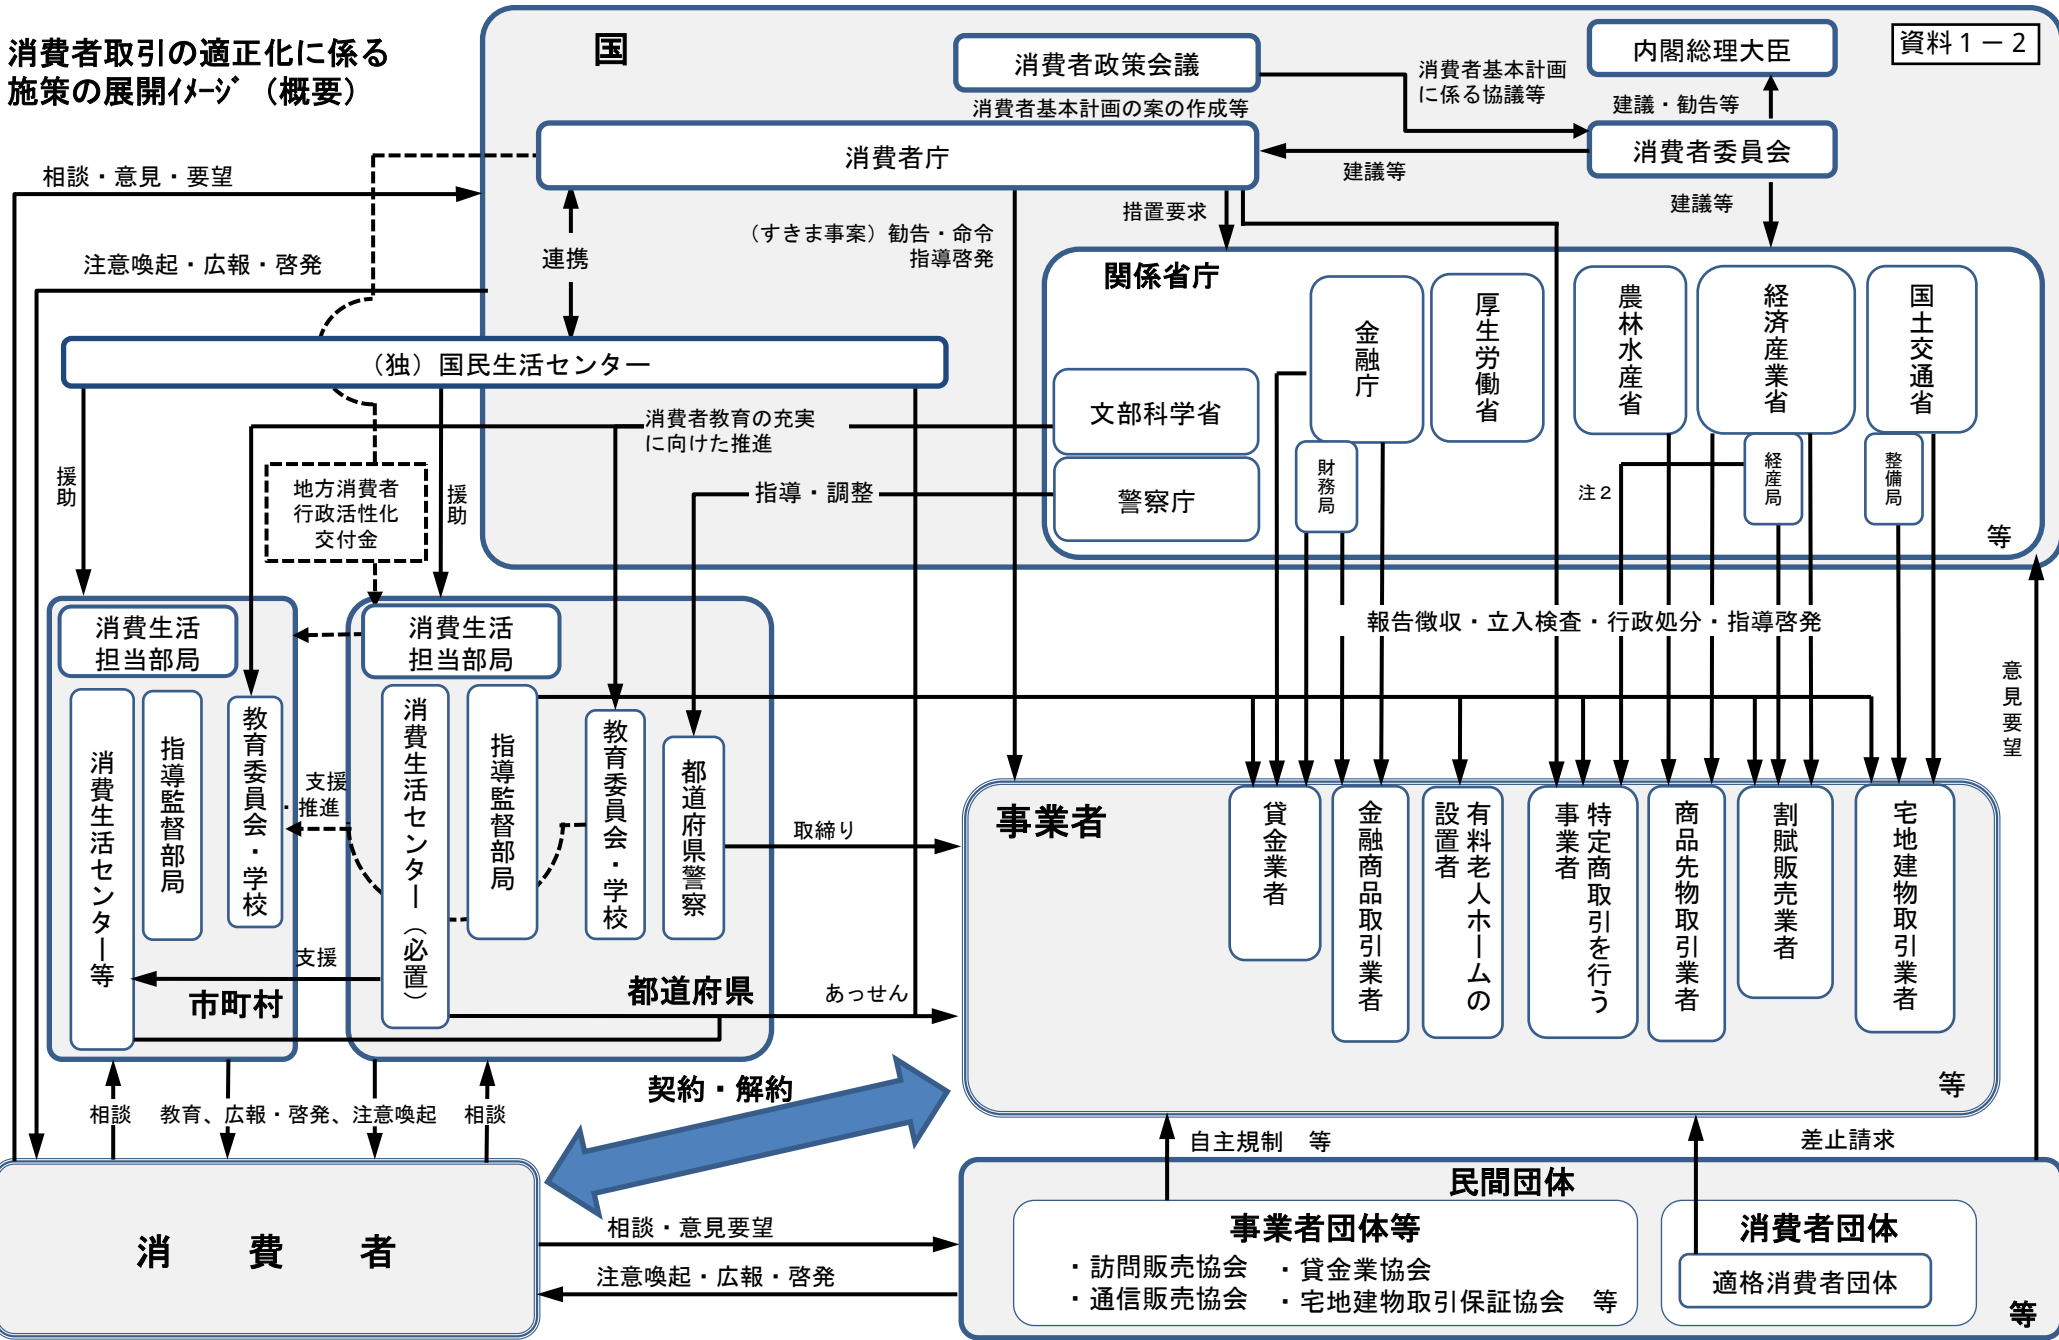 消費者取引の適正化に係る
施策の展開ｲﾒｰｼﾞ（概要）
国
資料１－２
消費者政策会議
消費者基本計画の案の作成等
消費者基本計画
に係る協議等
内閣総理大臣
建議・勧告等
消費者委員会
消費者庁
建議等
建議等
相談・意見・要望
注意喚起・広報・啓発
連携
（すきま事案）勧告・命令
指導啓発
措置要求
関係省庁
金融庁
厚生労働省
農林水産省
経済産業省
国土交通省
文部科学省
警察庁
財務局
経産局
整備局
注２
等
（独）国民生活センター
消費者教育の充実
に向けた推進
指導・調整
援助
地方消費者
行政活性化
交付金
援助
報告徴収・立入検査・行政処分・指導啓発
意見要望
消費生活
担当部局
消費生活センター等
指導監督部局
教育委員会・学校
市町村
支援
・推進
支援
消費生活
担当部局
消費生活センター（必置）
指導監督部局
教育委員会・学校
都道府県警察
都道府県
取締り
あっせん
事業者
貸金業者
金融商品取引業者
有料老人ホームの
設置者
特定商取引を行う
事業者
商品先物取引業者
割賦販売業者
宅地建物取引業者
等
相談
教育、広報・啓発、注意喚起
相談
契約・解約
自主規制　等
差止請求
消　費　者
相談・意見要望
注意喚起・広報・啓発
民間団体
事業者団体等
・訪問販売協会
・貸金業協会
・通信販売協会
・宅地建物取引保証協会　等
消費者団体
適格消費者団体
等